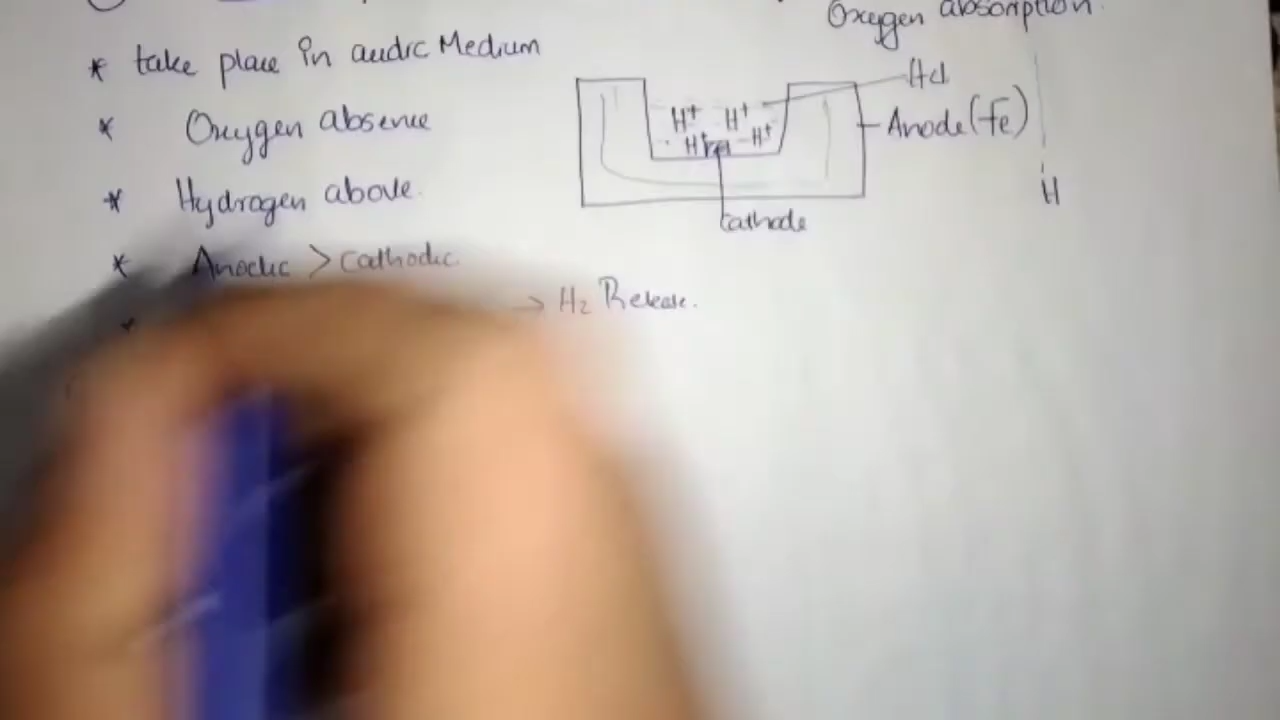 Oxygen absorption.
* take place in acidic Medium
* Oxygen absence
* Hydrogen above.
* Anodic > Cathodic.
→ H2 Release.
HCl
H+ H+
H+ H+
Anode (Fe)
Cathode
H